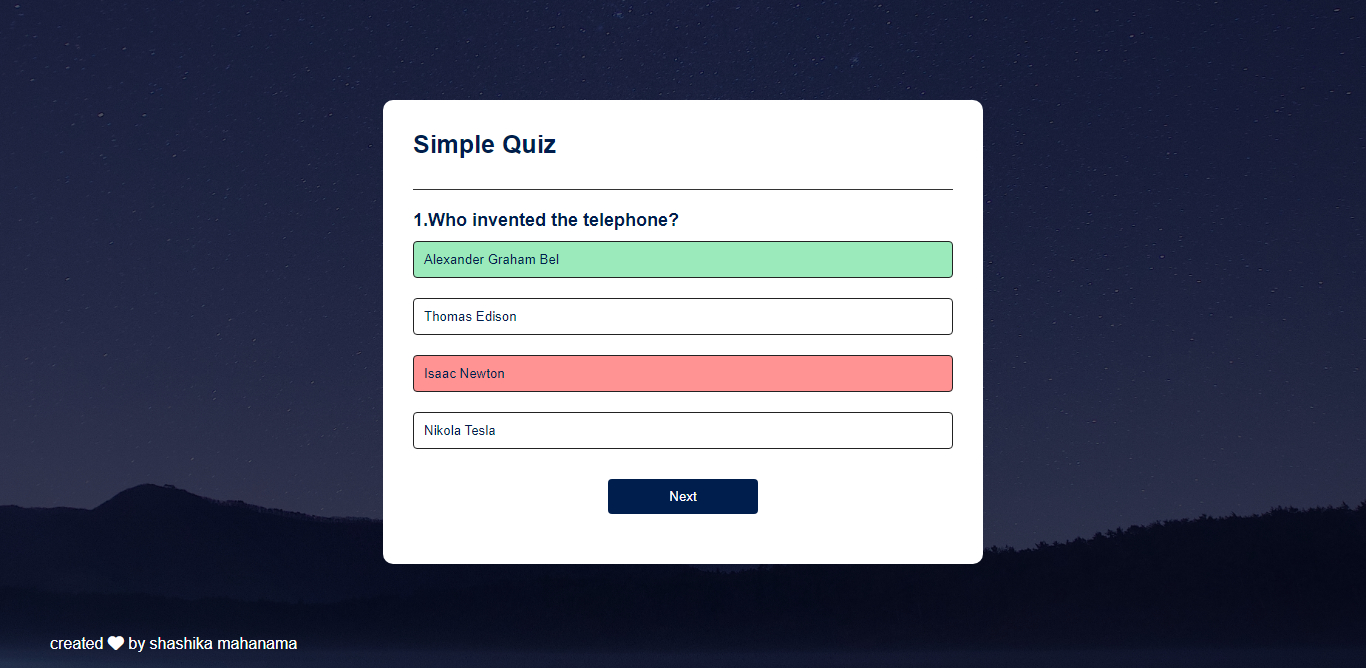 Simple Quiz
1.Who invented the telephone?
Alexander Graham Bel
Thomas Edison
Isaac Newton
Nikola Tesla
Next
created ♥ by shashika mahanama